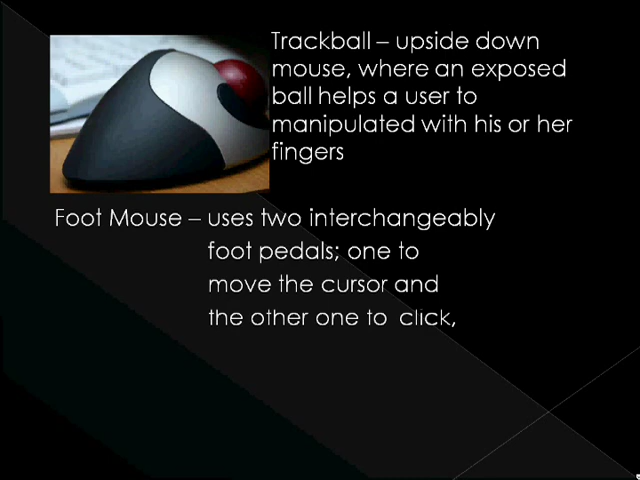 Trackball – upside down
mouse, where an exposed
ball helps a user to
manipulated with his or her
fingers
Foot Mouse – uses two interchangeably
foot pedals; one to
move the cursor and
the other one to click,